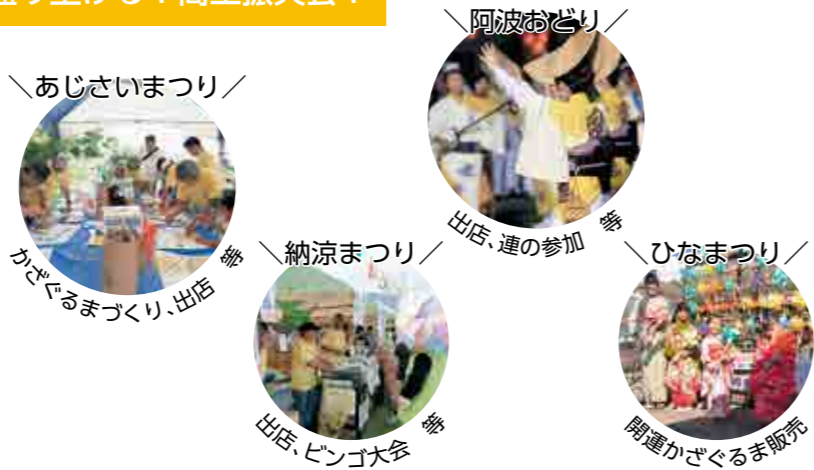 盛り上げる！商工振興会！
＼あじさいまつり／
かざぐるまづくり、出店　等
＼阿波おどり／
出店、連の参加　等
＼納涼まつり／
出店、ビンゴ大会　等
＼ひなまつり／
開運かざぐるま販売